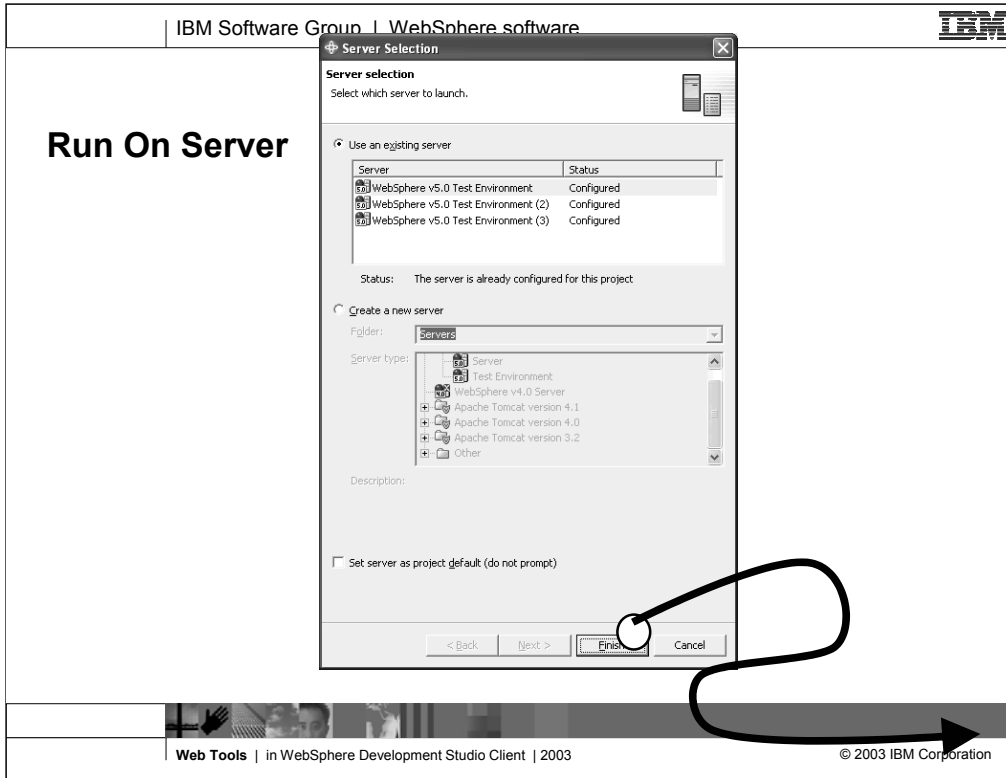 IBM Software Group | WebSphere software
IBM
Run On Server
Server Selection
Server selection
Select which server to launch.
Use an existing server
Server Status
WebSphere v5.0 Test Environment Configured
WebSphere v5.0 Test Environment (2) Configured
WebSphere v5.0 Test Environment (3) Configured
Status: The server is already configured for this project
Create a new server
Folder: Servers
Server type:
Server
Test Environment
WebSphere v4.0 Server
Apache Tomcat version 4.1
Apache Tomcat version 4.0
Apache Tomcat version 3.2
Other
Description:
Set server as project default (do not prompt)
< Back Next > Finish Cancel
Web Tools | in WebSphere Development Studio Client | 2003
© 2003 IBM Corporation